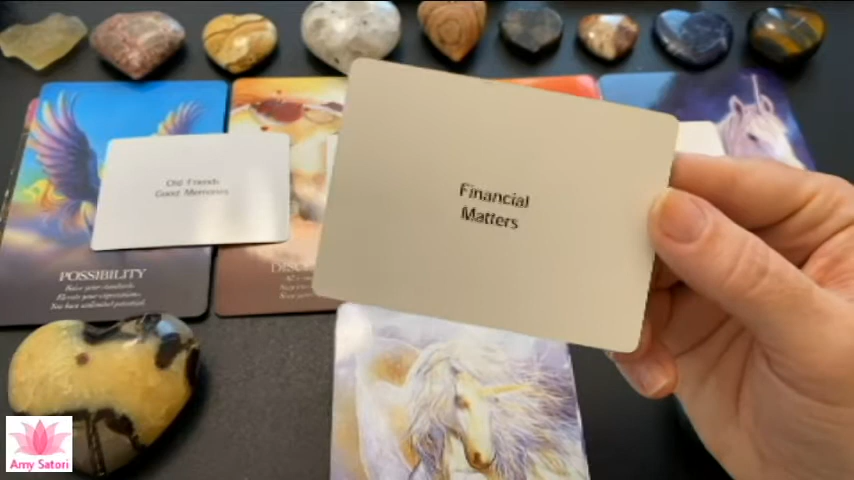 Old Friends
Good Memories
Financial
Matters
POSSIBILITY
Raise your standards.
Elevate your expectations.
You have unlimited potential.
Amy Satori